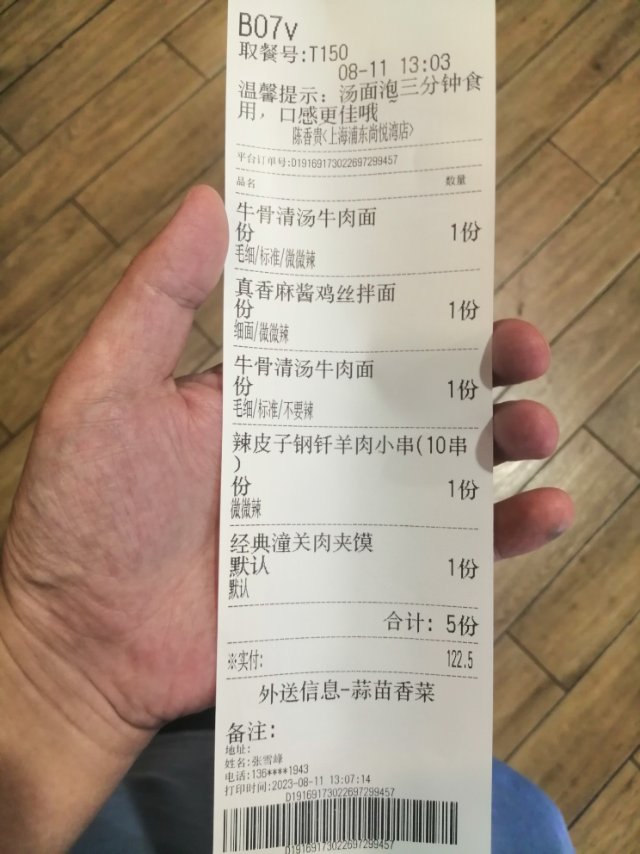 B07v
取餐号:T150
08-11 13:03
温馨提示: 汤面泡三分钟食
用, 口感更佳哦~
陈香贵<上海浦东尚悦湾店>
平台订单号:D19169173022697299457
品名 数量
牛骨清汤牛肉面
份 1份
毛细/标准/微微辣
真香麻酱鸡丝拌面
份 1份
细面/微微辣
牛骨清汤牛肉面
份 1份
毛细/标准/不要辣
辣皮子钢钎羊肉小串(10串
)
份 1份
微微辣
经典潼关肉夹馍
默认 1份
默认
合计: 5份
※实付: 122.5
外送信息-蒜苗香菜
备注:
地址:
姓名:张雪峰
电话:136****1943
打印时间:2023-08-11 13:07:14
D19169173022697299457
D19169173022697299457